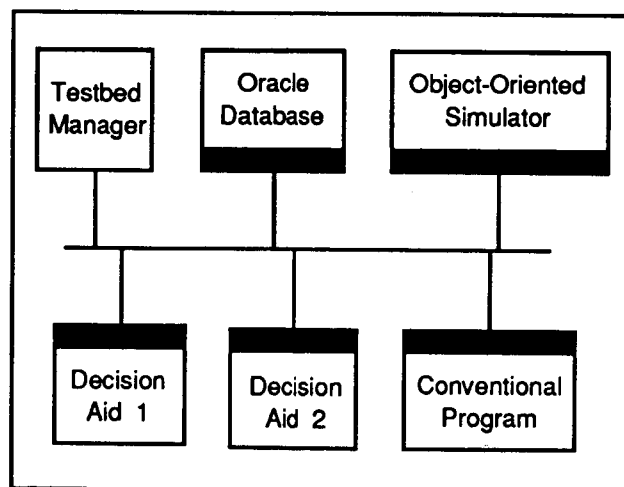 Testbed
Manager
Oracle
Database
Object-Oriented
Simulator
Decision
Aid 1
Decision
Aid 2
Conventional
Program